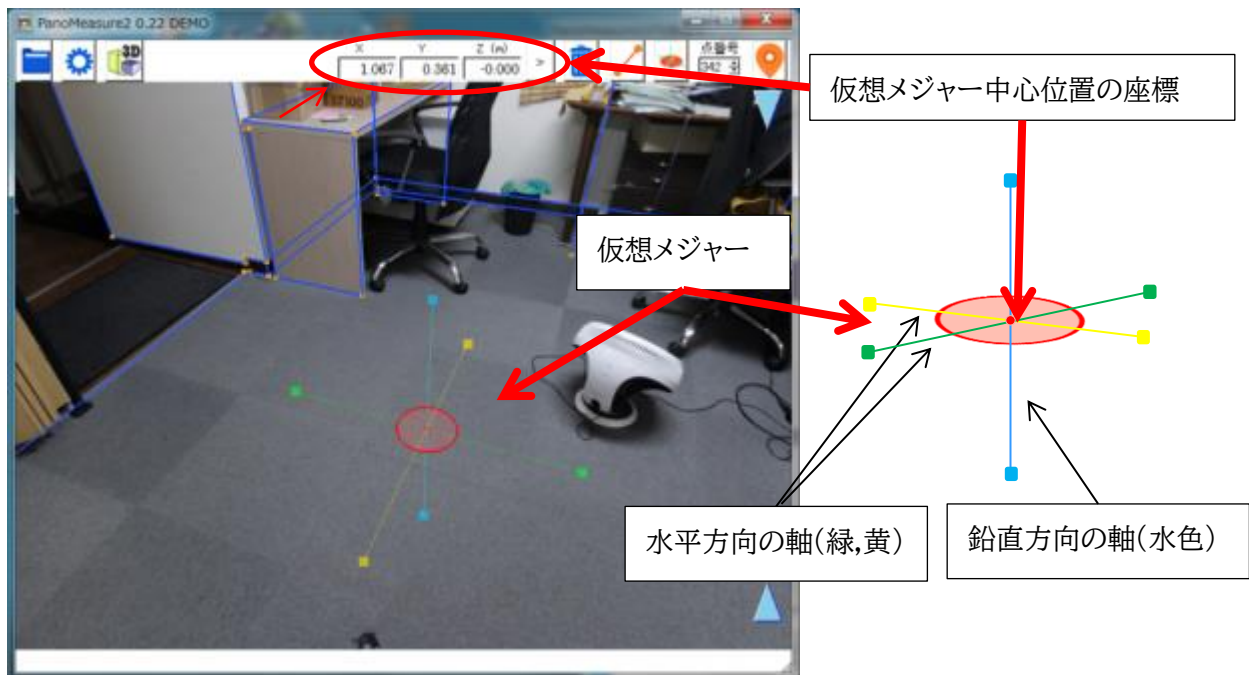 PanoMeasure2 0.22 DEMO
3D
X Y Z (m)
1.067 0.361 -0.000 >
点番号
342
仮想メジャー中心位置の座標
仮想メジャー
水平方向の軸(緑,黄)
鉛直方向の軸(水色)